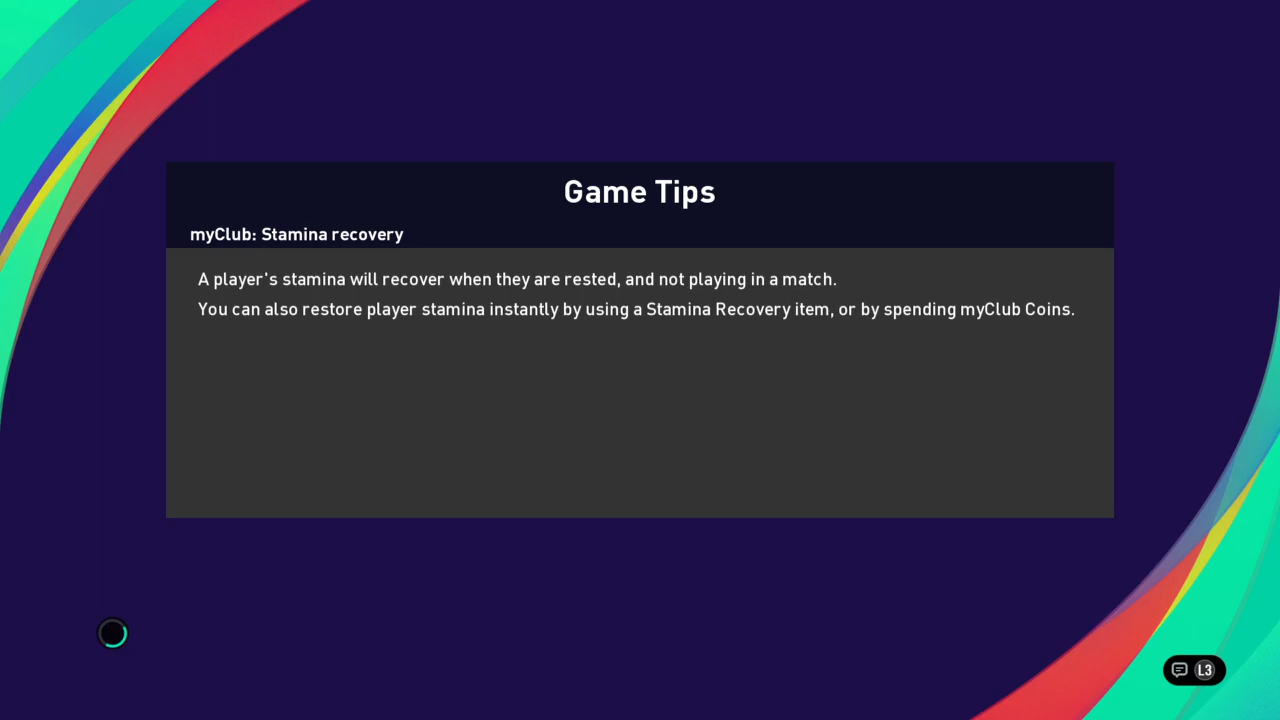 Game Tips
myClub: Stamina recovery
A player's stamina will recover when they are rested, and not playing in a match.
You can also restore player stamina instantly by using a Stamina Recovery item, or by spending myClub Coins.
L3